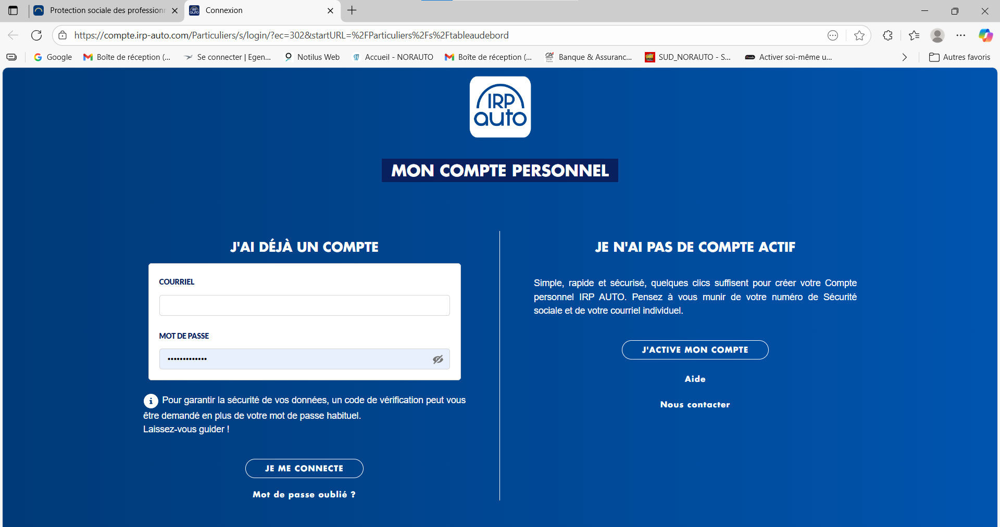 Protection sociale des professionn
Connexion
https://compte.irp-auto.com/Particuliers/s/login/?ec=302&startURL=%2FParticuliers%2Fs%2Ftableaudebord
Google
Boîte de réception (...
Se connecter | Egen...
Notilus Web
Accueil - NORAUTO
Boîte de réception (...
Banque & Assuranc...
SUD_NORAUTO - S...
Activer soi-même u...
Autres favoris
IRP
auto
MON COMPTE PERSONNEL
J'AI DÉJÀ UN COMPTE
COURRIEL
MOT DE PASSE
•••••••••••••
Pour garantir la sécurité de vos données, un code de vérification peut vous
être demandé en plus de votre mot de passe habituel.
Laissez-vous guider !
JE ME CONNECTE
Mot de passe oublié ?
JE N'AI PAS DE COMPTE ACTIF
Simple, rapide et sécurisé, quelques clics suffisent pour créer votre Compte
personnel IRP AUTO. Pensez à vous munir de votre numéro de Sécurité
sociale et de votre courriel individuel.
J'ACTIVE MON COMPTE
Aide
Nous contacter